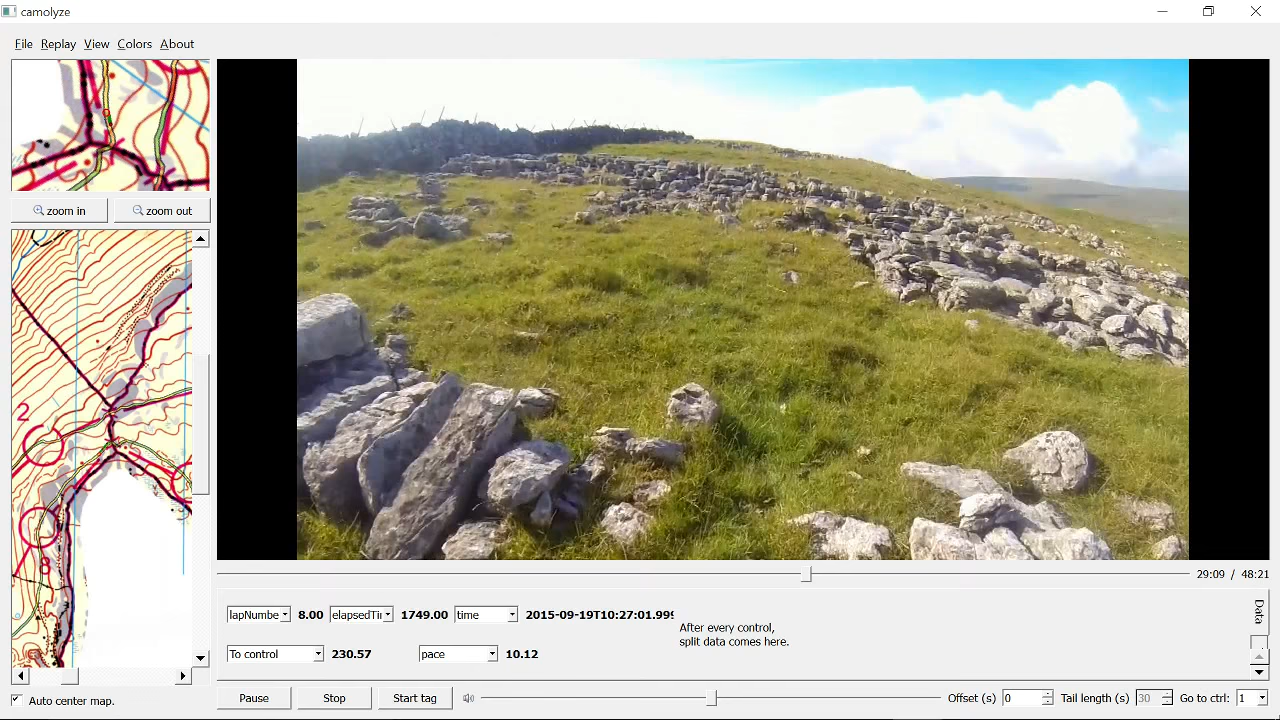 camolyze
File Replay View Colors About
zoom in zoom out
2
8
29:09 / 48:21
lapNumbe 8.00 elapsedTi 1749.00 time 2015-09-19T10:27:01.999
After every control,
split data comes here.
To control 230.57 pace 10.12
Data
Auto center map.
Pause Stop Start tag Offset (s) 0 Tail length (s) 30 Go to ctrl: 1